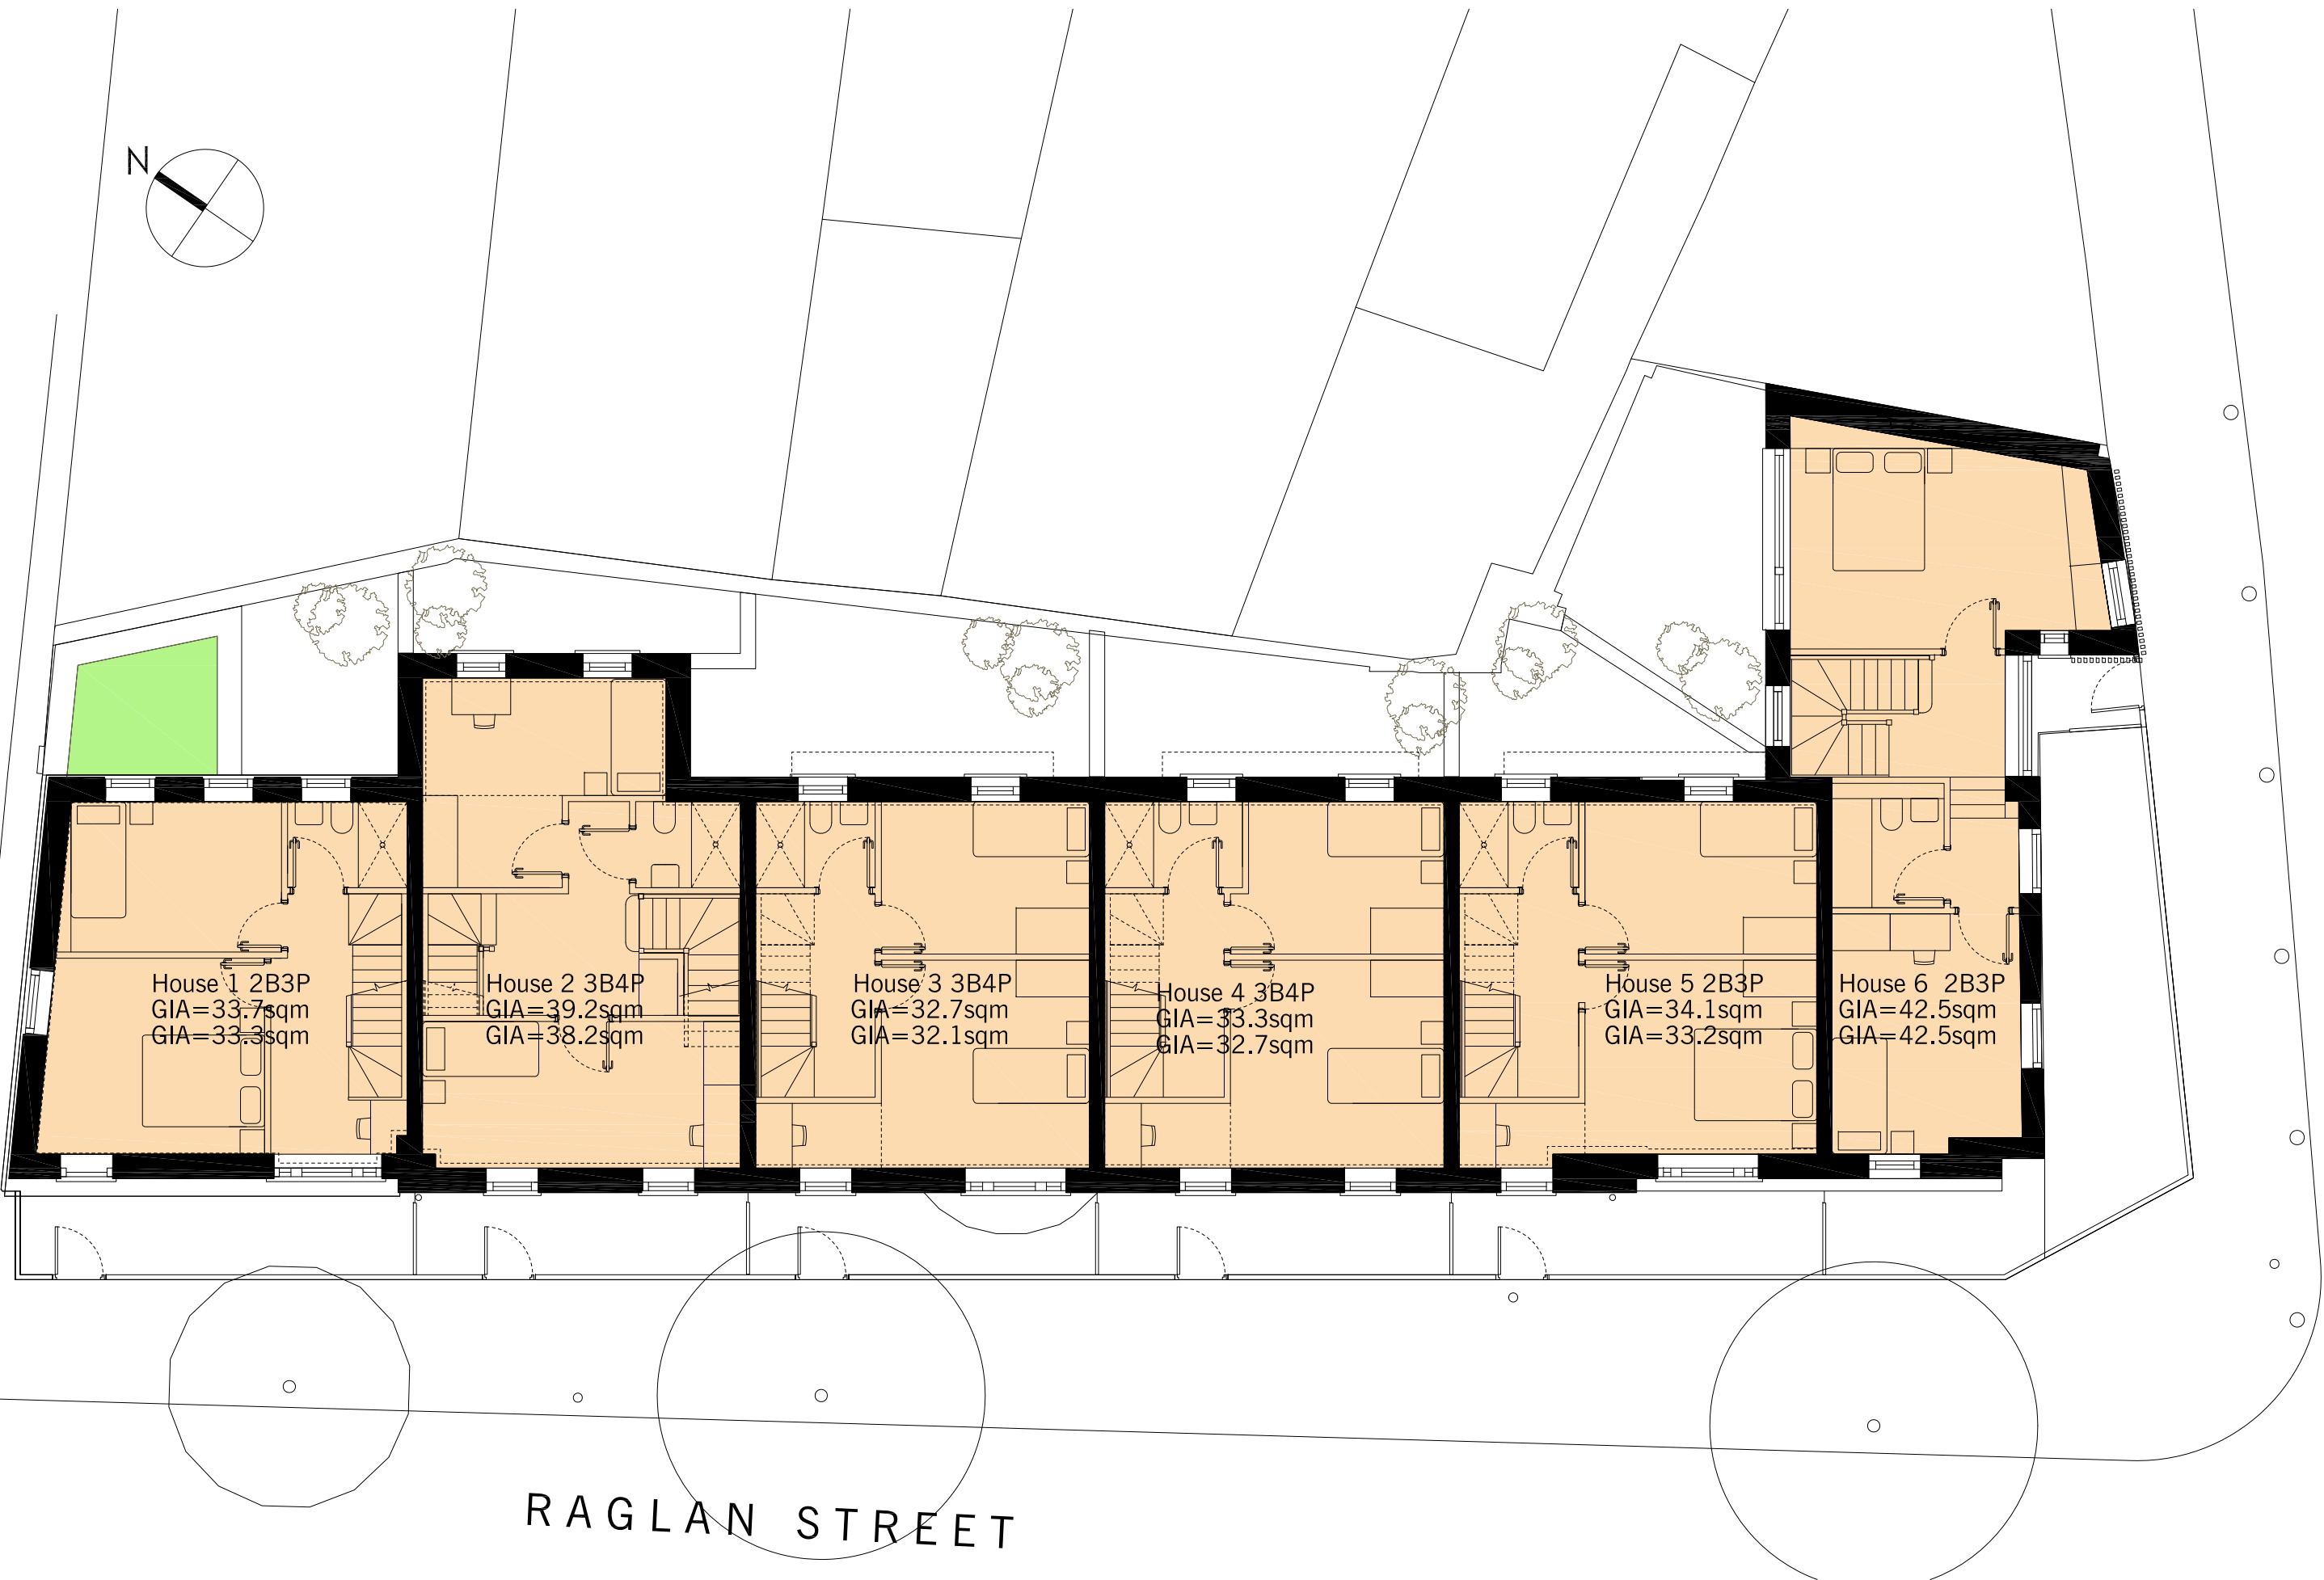 N
House 1 2B3P
GIA=33.7sqm
GIA=33.3sqm
House 2 3B4P
GIA=39.2sqm
GIA=38.2sqm
House 3 3B4P
GIA=32.7sqm
GIA=32.1sqm
House 4 3B4P
GIA=33.3sqm
GIA=32.7sqm
House 5 2B3P
GIA=34.1sqm
GIA=33.2sqm
House 6 2B3P
GIA=42.5sqm
GIA=42.5sqm
RAGLAN STREET